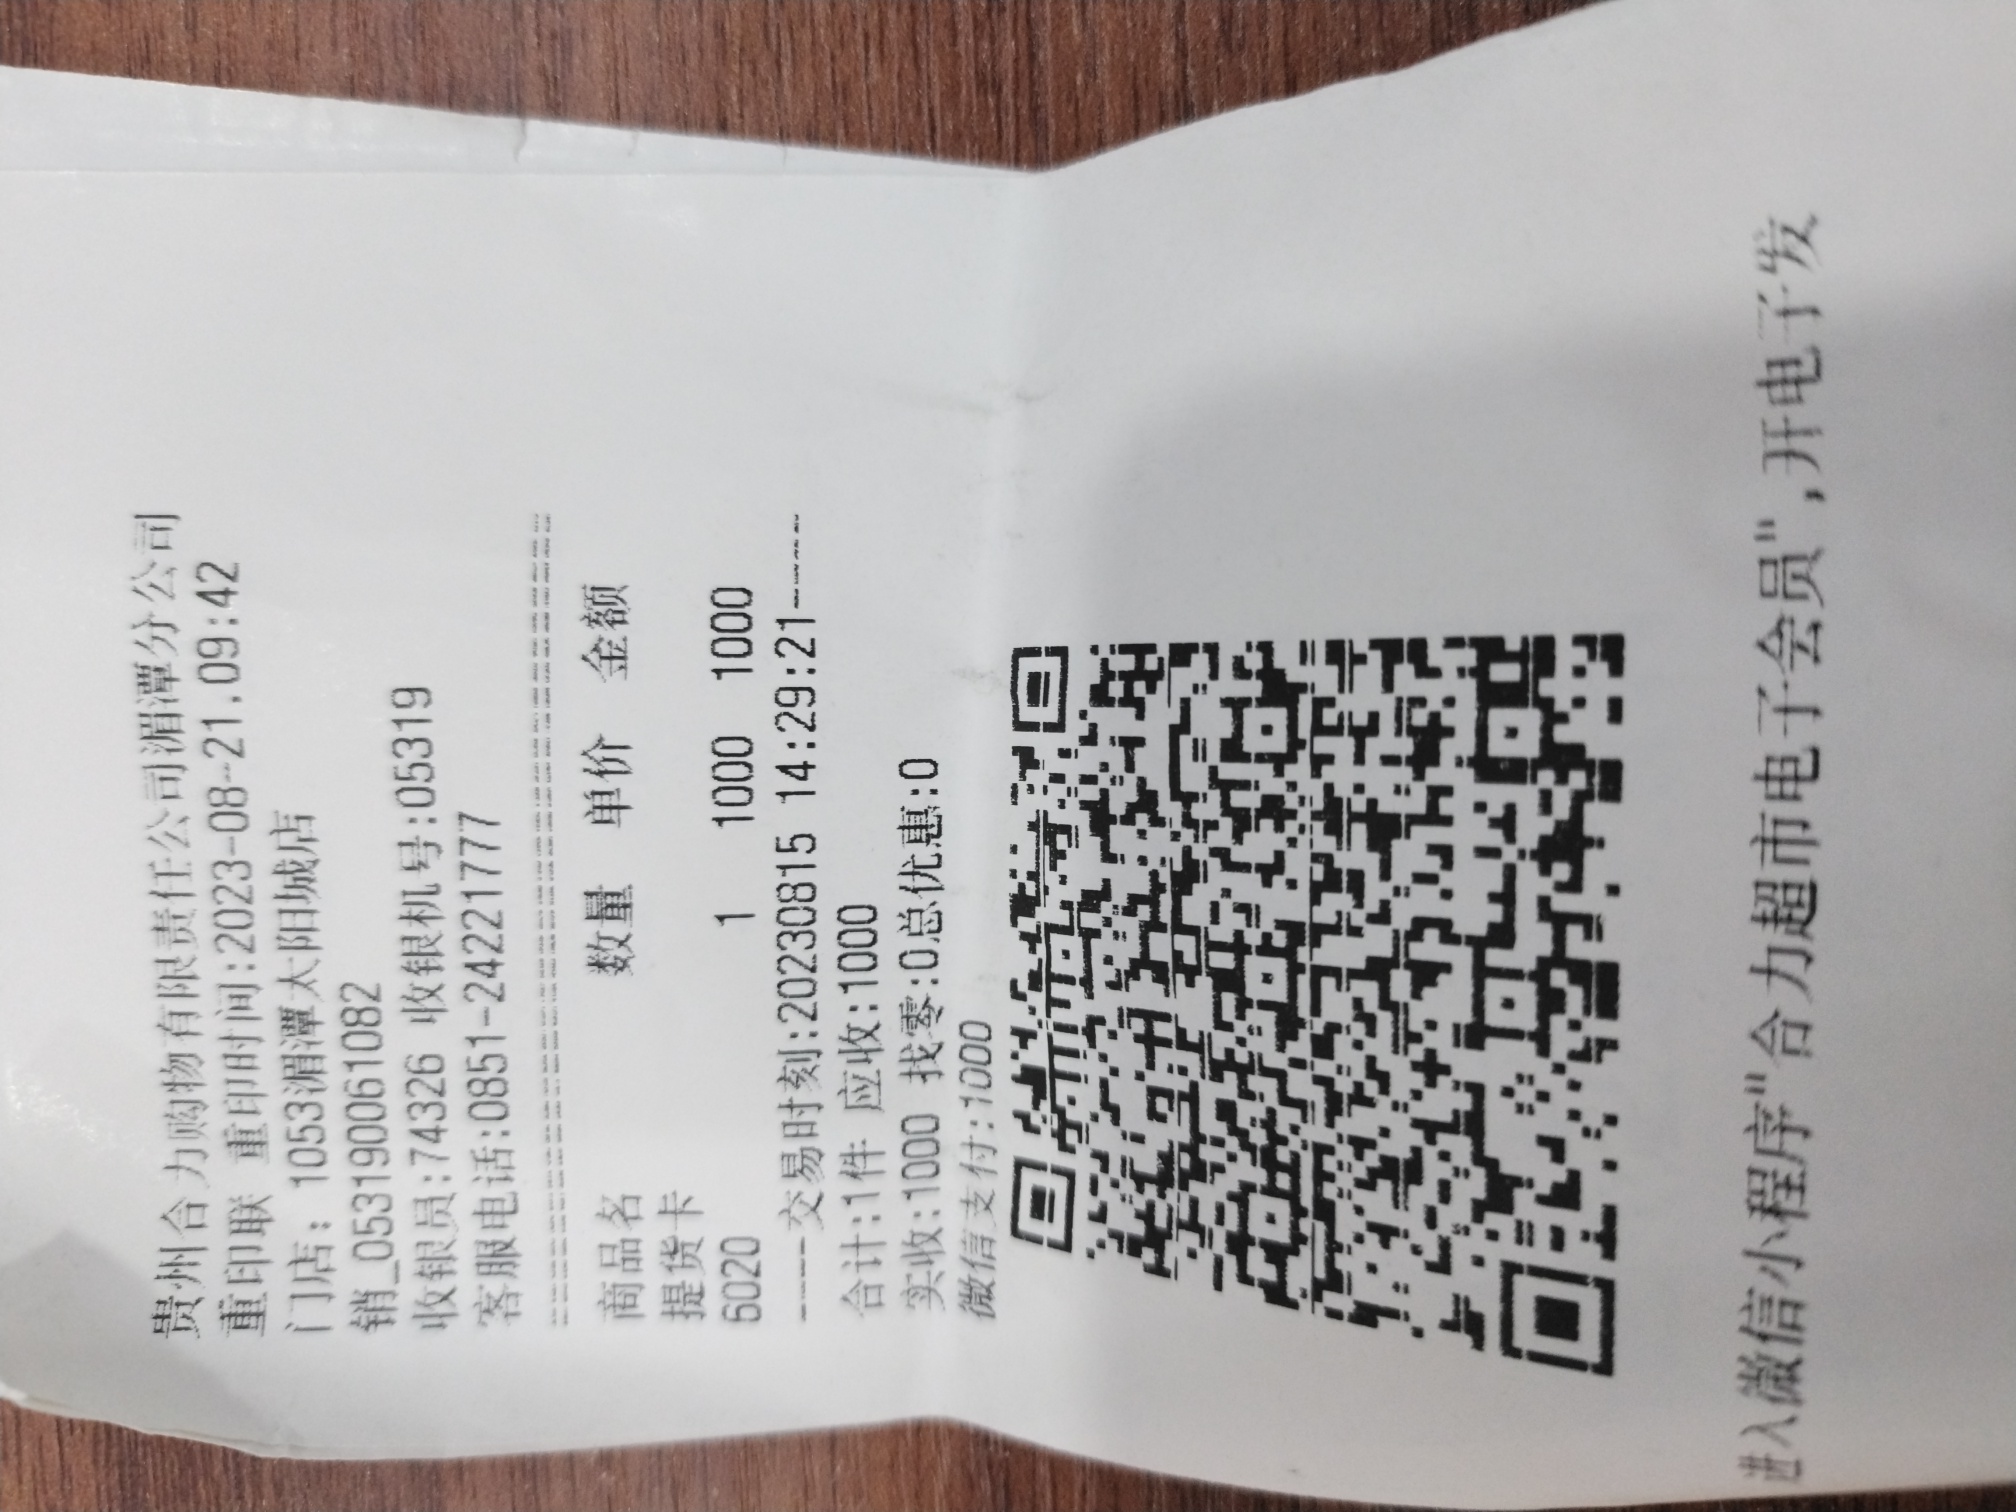 贵州合力购物有限责任公司湄潭分公司
重印联 重印时间:2023-08-21.09:42
门店: 1053湄潭太阳城店
销_053190061082
收银员:74326 收银机号:05319
客服电话:0851-24221777
商品名 数量 单价 金额
提货卡
6020 1 1000 1000
----交易时刻:20230815 14:29:21-----
合计:1件 应收:1000
实收:1000 找零:0总优惠:0
微信支付:1000
进入微信小程序"合力超市电子会员",开电子发